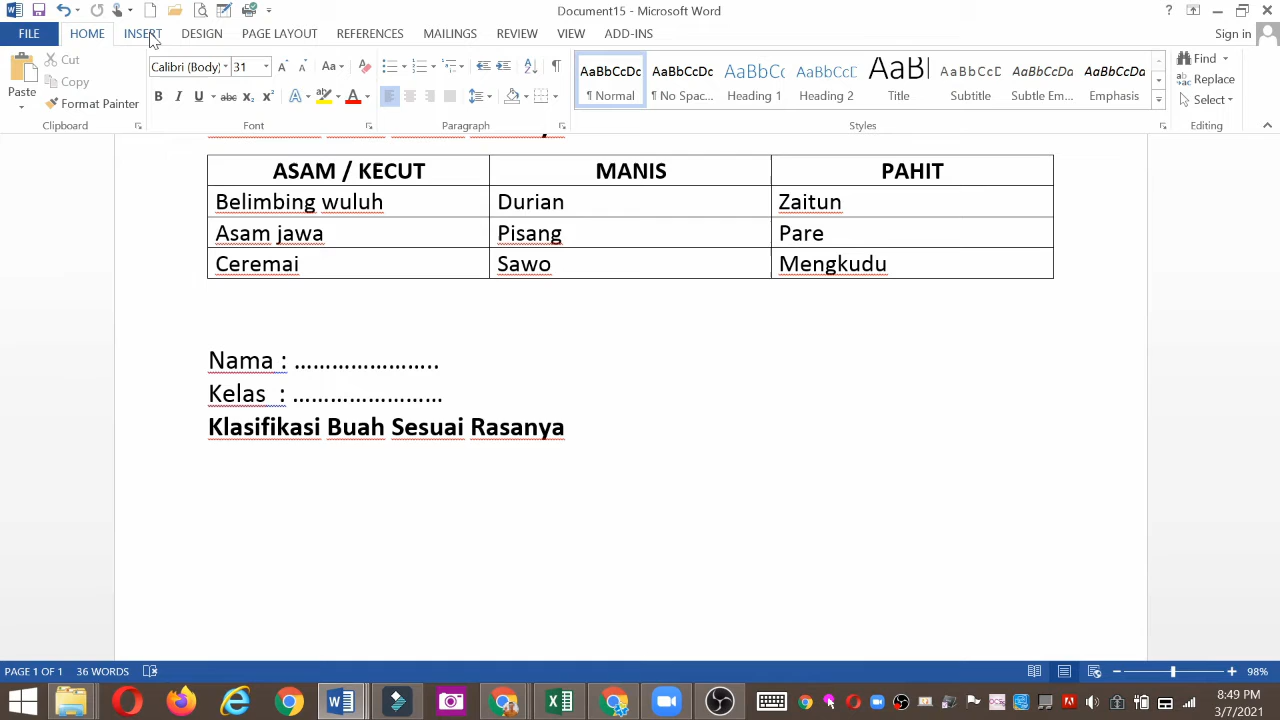 Document15 - Microsoft Word
?
FILE HOME INSERT DESIGN PAGE LAYOUT REFERENCES MAILINGS REVIEW VIEW ADD-INS
Sign in
Paste
Cut
Copy
Format Painter
Clipboard
Calibri (Body) 31
Font
Paragraph
AaBbCcDc AaBbCcDc AaBbCc AaBbCcD AaBl AaBbCcD AaBbCcDa AaBbCcDa
¶ Normal ¶ No Spac... Heading 1 Heading 2 Title Subtitle Subtle Em... Emphasis
Styles
Find
Replace
Select
Editing
ASAM / KECUT MANIS PAHIT
Belimbing wuluh Durian Zaitun
Asam jawa Pisang Pare
Ceremai Sawo Mengkudu
Nama : …………………..
Kelas : ……………………
Klasifikasi Buah Sesuai Rasanya
PAGE 1 OF 1 36 WORDS
98%
8:49 PM
3/7/2021